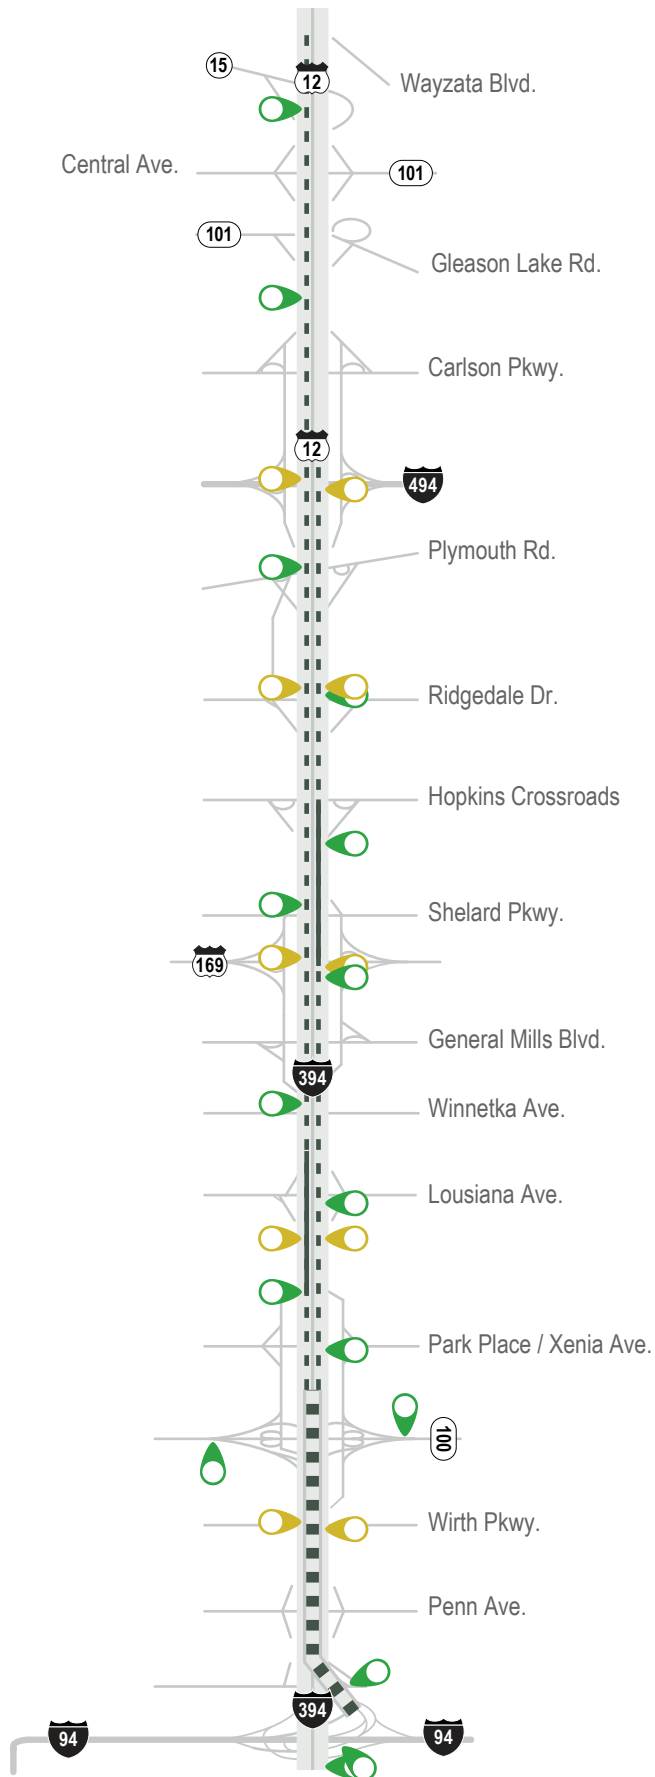 15
12
Wayzata Blvd.
Central Ave.
101
101
Gleason Lake Rd.
Carlson Pkwy.
12
494
Plymouth Rd.
Ridgedale Dr.
Hopkins Crossroads
Shelard Pkwy.
169
General Mills Blvd.
394
Winnetka Ave.
Lousiana Ave.
Park Place / Xenia Ave.
100
Wirth Pkwy.
Penn Ave.
394
94
94